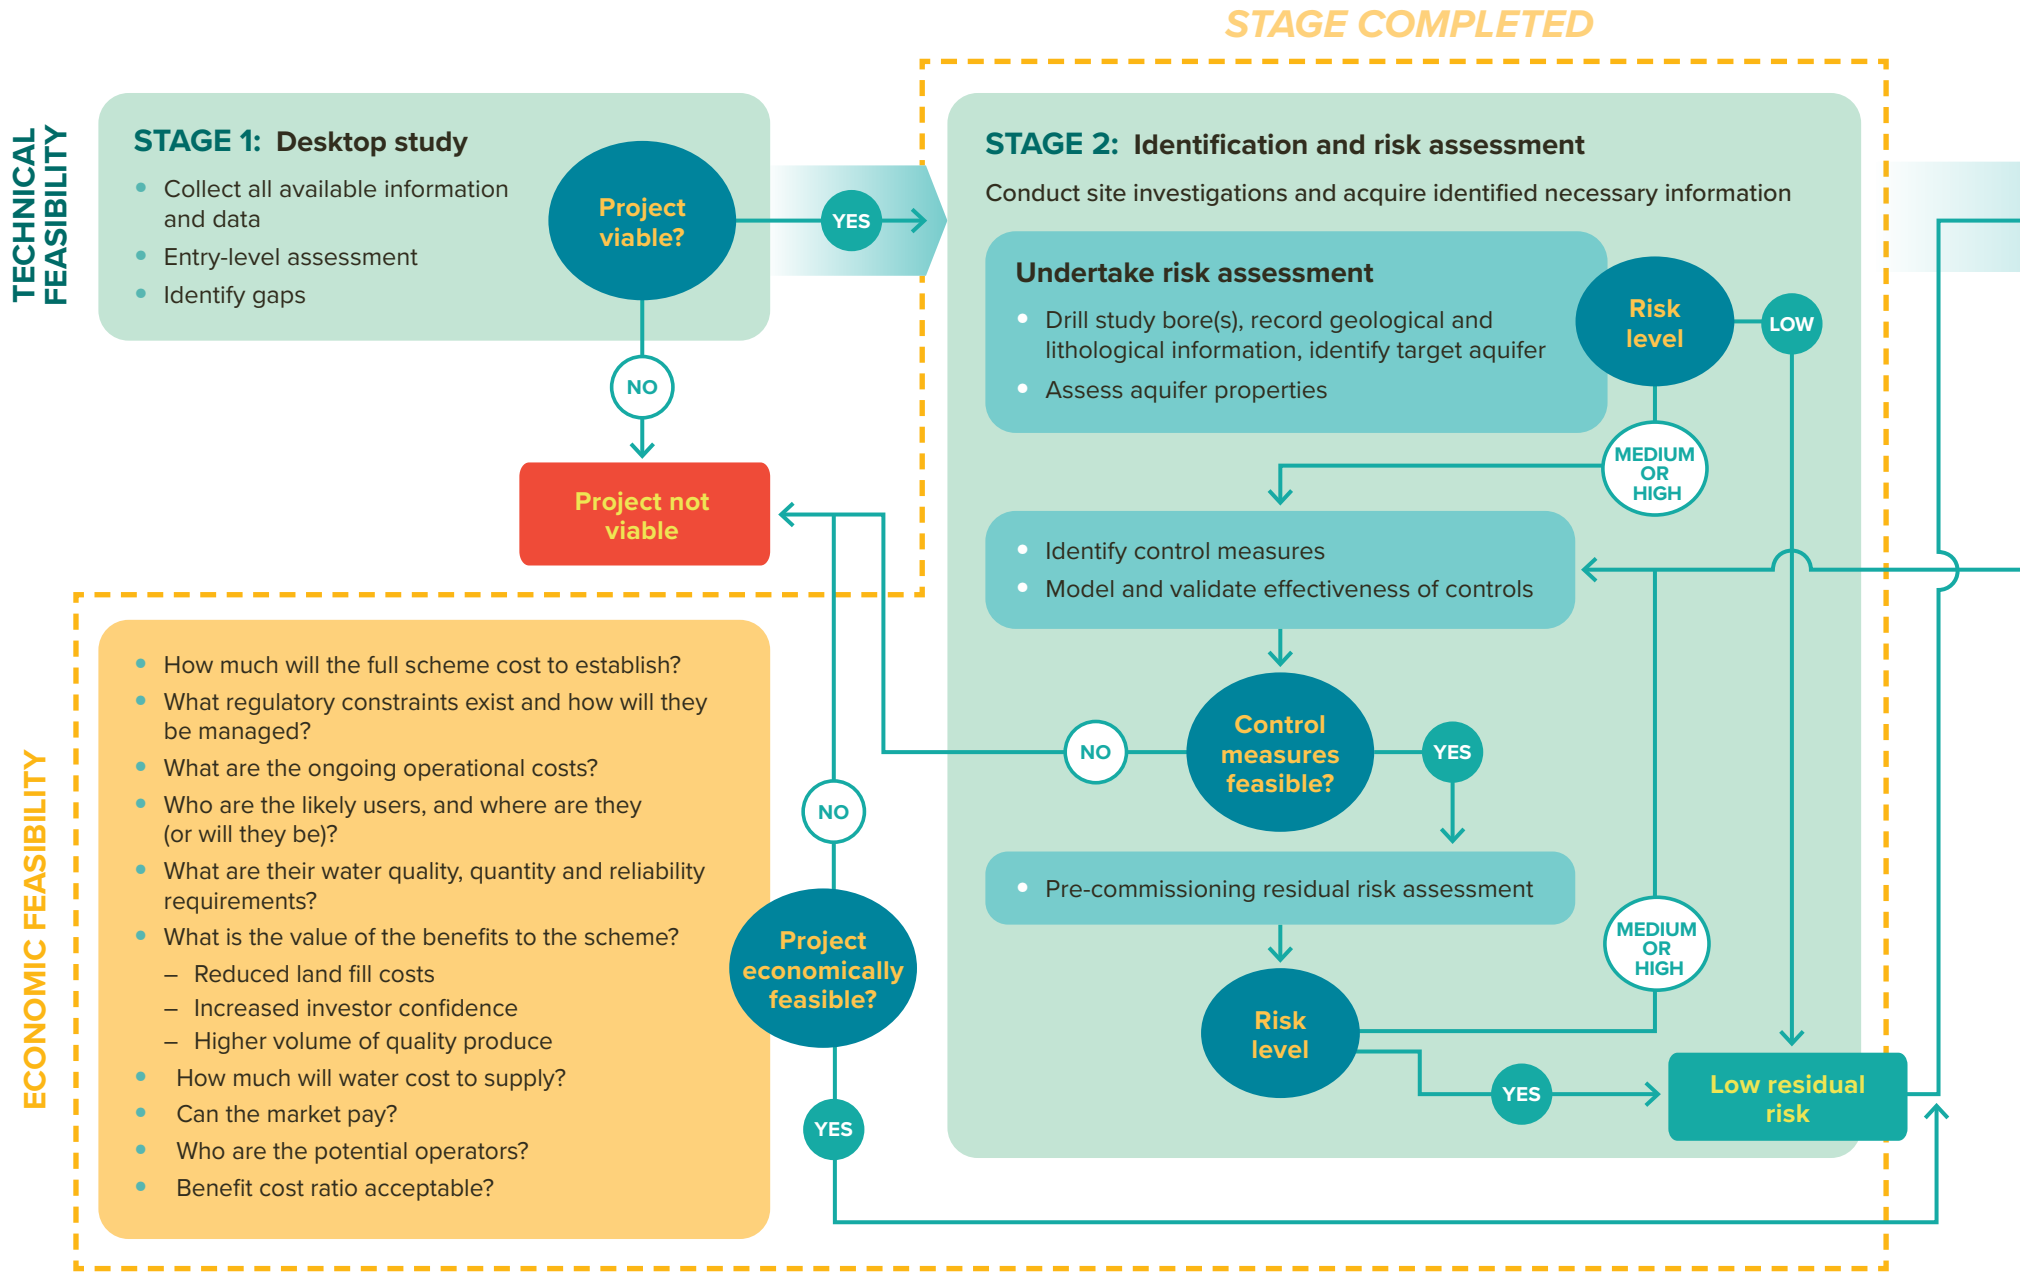 STAGE COMPLETED
TECHNICAL
FEASIBILITY
STAGE 1: Desktop study
• Collect all available information
and data
• Entry-level assessment
• Identify gaps
Project
viable?
YES
NO
Project not
viable
STAGE 2: Identification and risk assessment
Conduct site investigations and acquire identified necessary information
Undertake risk assessment
• Drill study bore(s), record geological and
lithological information, identify target aquifer
• Assess aquifer properties
Risk
level
LOW
MEDIUM
OR
HIGH
• Identify control measures
• Model and validate effectiveness of controls
Control
measures
feasible?
NO
YES
• Pre-commissioning residual risk assessment
MEDIUM
OR
HIGH
Risk
level
YES
Low residual
risk
ECONOMIC FEASIBILITY
• How much will the full scheme cost to establish?
• What regulatory constraints exist and how will they
be managed?
• What are the ongoing operational costs?
• Who are the likely users, and where are they
(or will they be)?
• What are their water quality, quantity and reliability
requirements?
• What is the value of the benefits to the scheme?
– Reduced land fill costs
– Increased investor confidence
– Higher volume of quality produce
• How much will water cost to supply?
• Can the market pay?
• Who are the potential operators?
• Benefit cost ratio acceptable?
NO
Project
economically
feasible?
YES